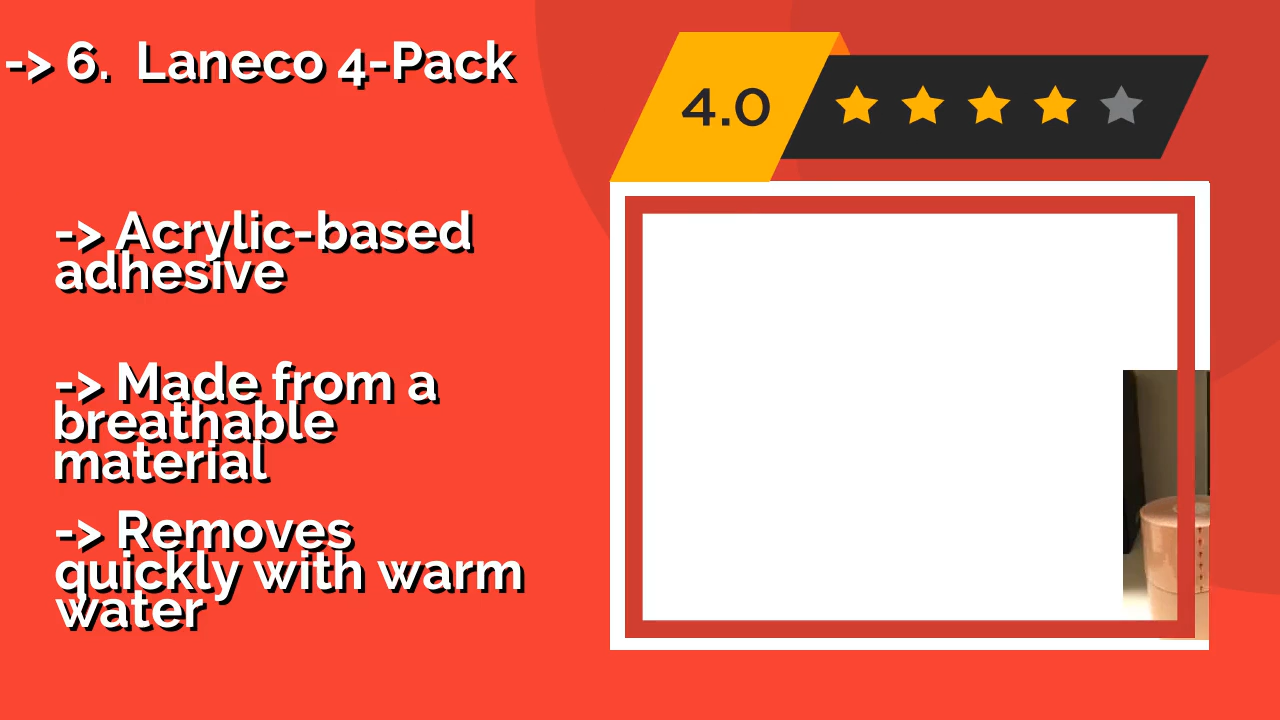 -> 6. Laneco 4-Pack
4.0
-> Acrylic-based
adhesive
-> Made from a
breathable
material
-> Removes
quickly with warm
water